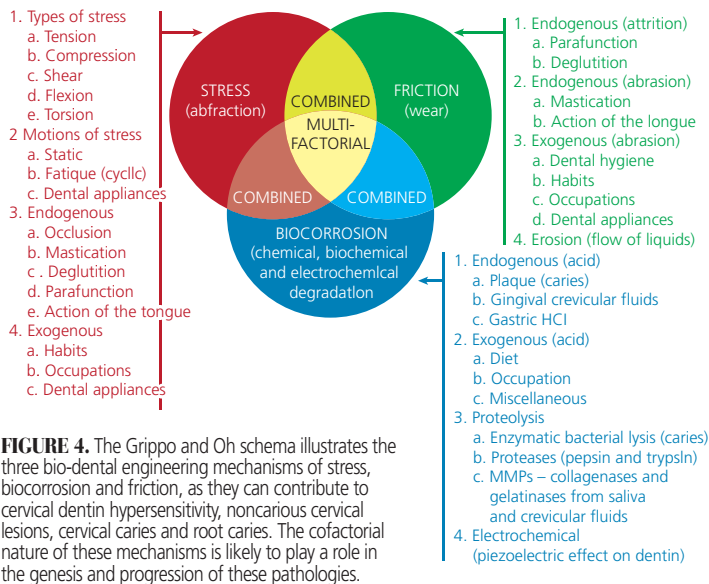 1. Types of stress
a. Tension
b. Compression
c. Shear
d. Flexion
e. Torsion
2 Motions of stress
a. Static
b. Fatique (cycllc)
c. Dental appliances
3. Endogenous
a. Occlusion
b. Mastication
c . Deglutition
d. Parafunction
e. Action of the tongue
4. Exogenous
a. Habits
b. Occupations
c. Dental appliances
STRESS
(abfraction)
COMBINED
FRICTION
(wear)
MULTI-
FACTORIAL
COMBINED
COMBINED
BIOCORROSION
(chemical, biochemical
and electrochemlcal
degradatlon
1. Endogenous (attrition)
a. Parafunction
b. Deglutition
2. Endogenous (abrasion)
a. Mastication
b. Action of the longue
3. Exogenous (abrasion)
a. Dental hygiene
b. Habits
c. Occupations
d. Dental appliances
4. Erosion (flow of liquids)
1. Endogenous (acid)
a. Plaque (caries)
b. Gingival crevicular fluids
c. Gastric HCI
2. Exogenous (acid)
a. Diet
b. Occupation
c. Miscellaneous
3. Proteolysis
a. Enzymatic bacterial lysis (caries)
b. Proteases (pepsin and trypsln)
c. MMPs – collagenases and
gelatinases from saliva
and crevicular fluids
4. Electrochemical
(piezoelectric effect on dentin)
FIGURE 4. The Grippo and Oh schema illustrates the
three bio-dental engineering mechanisms of stress,
biocorrosion and friction, as they can contribute to
cervical dentin hypersensitivity, noncarious cervical
lesions, cervical caries and root caries. The cofactorial
nature of these mechanisms is likely to play a role in
the genesis and progression of these pathologies.